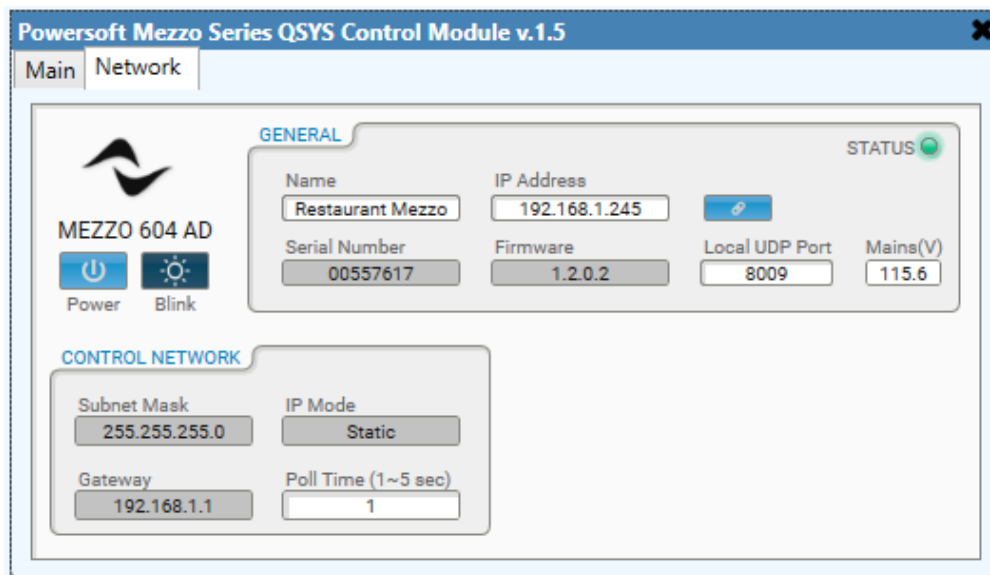 Powersoft Mezzo Series QSYS Control Module v.1.5
Main Network
GENERAL
STATUS
Name IP Address
Restaurant Mezzo 192.168.1.245
MEZZO 604 AD
Serial Number Firmware Local UDP Port Mains(V)
00557617 1.2.0.2 8009 115.6
Power Blink
CONTROL NETWORK
Subnet Mask IP Mode
255.255.255.0 Static
Gateway Poll Time (1~5 sec)
192.168.1.1 1